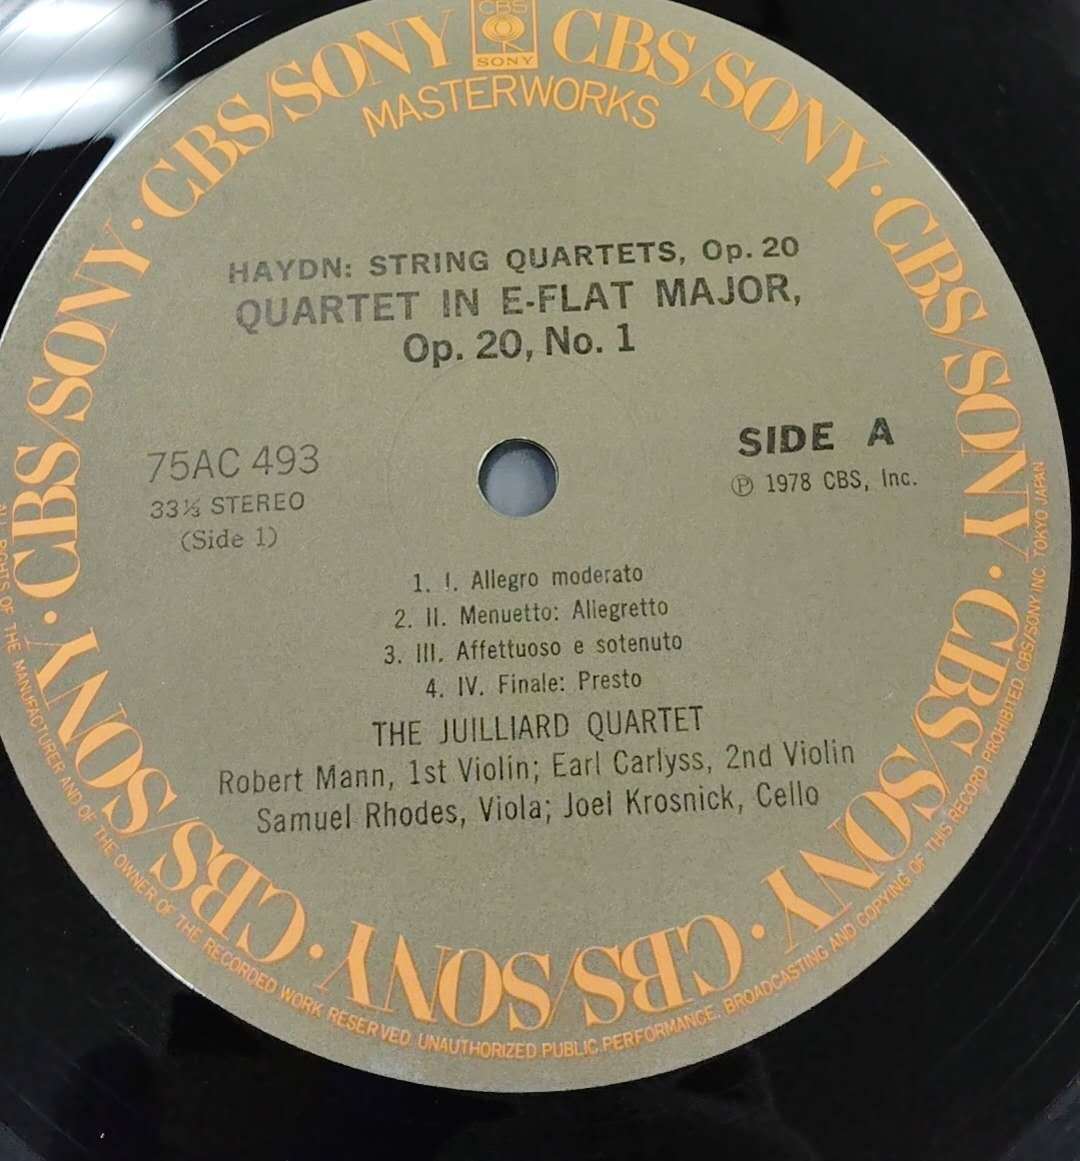 CBS
SONY
CBS/SONY · CBS/SONY · CBS/SONY · CBS/SONY · CBS/SONY · CBS/SONY · CBS/SONY · CBS/SONY
MASTERWORKS
HAYDN: STRING QUARTETS, Op. 20
QUARTET IN E-FLAT MAJOR,
Op. 20, No. 1
75AC 493
33⅓ STEREO
(Side 1)
SIDE A
℗ 1978 CBS, Inc.
1. I. Allegro moderato
2. II. Menuetto: Allegretto
3. III. Affettuoso e sotenuto
4. IV. Finale: Presto
THE JUILLIARD QUARTET
Robert Mann, 1st Violin; Earl Carlyss, 2nd Violin
Samuel Rhodes, Viola; Joel Krosnick, Cello
ALL RIGHTS OF THE MANUFACTURER AND OF THE OWNER OF THE RECORDED WORK RESERVED. UNAUTHORIZED PUBLIC PERFORMANCE, BROADCASTING AND COPYING OF THIS RECORD PROHIBITED. CBS/SONY INC. TOKYO JAPAN